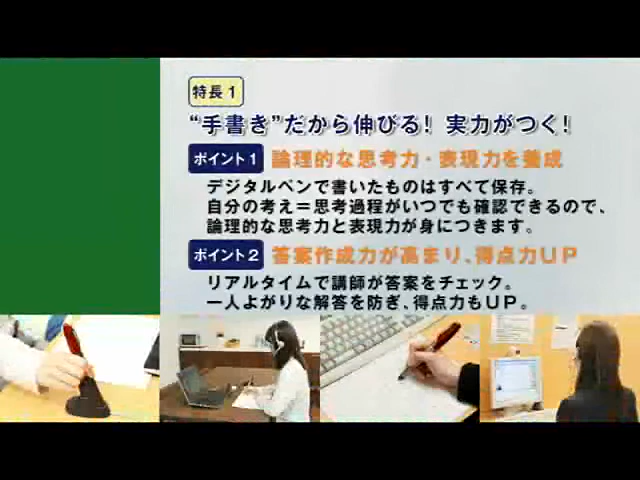 特長1
“手書き”だから伸びる！ 実力がつく！
ポイント1 論理的な思考力・表現力を養成
デジタルペンで書いたものはすべて保存。
自分の考え＝思考過程がいつでも確認できるので、
論理的な思考力と表現力が身につきます。
ポイント2 答案作成力が高まり、得点力UP
リアルタイムで講師が答案をチェック。
一人よがりな解答を防ぎ、得点力もUP。